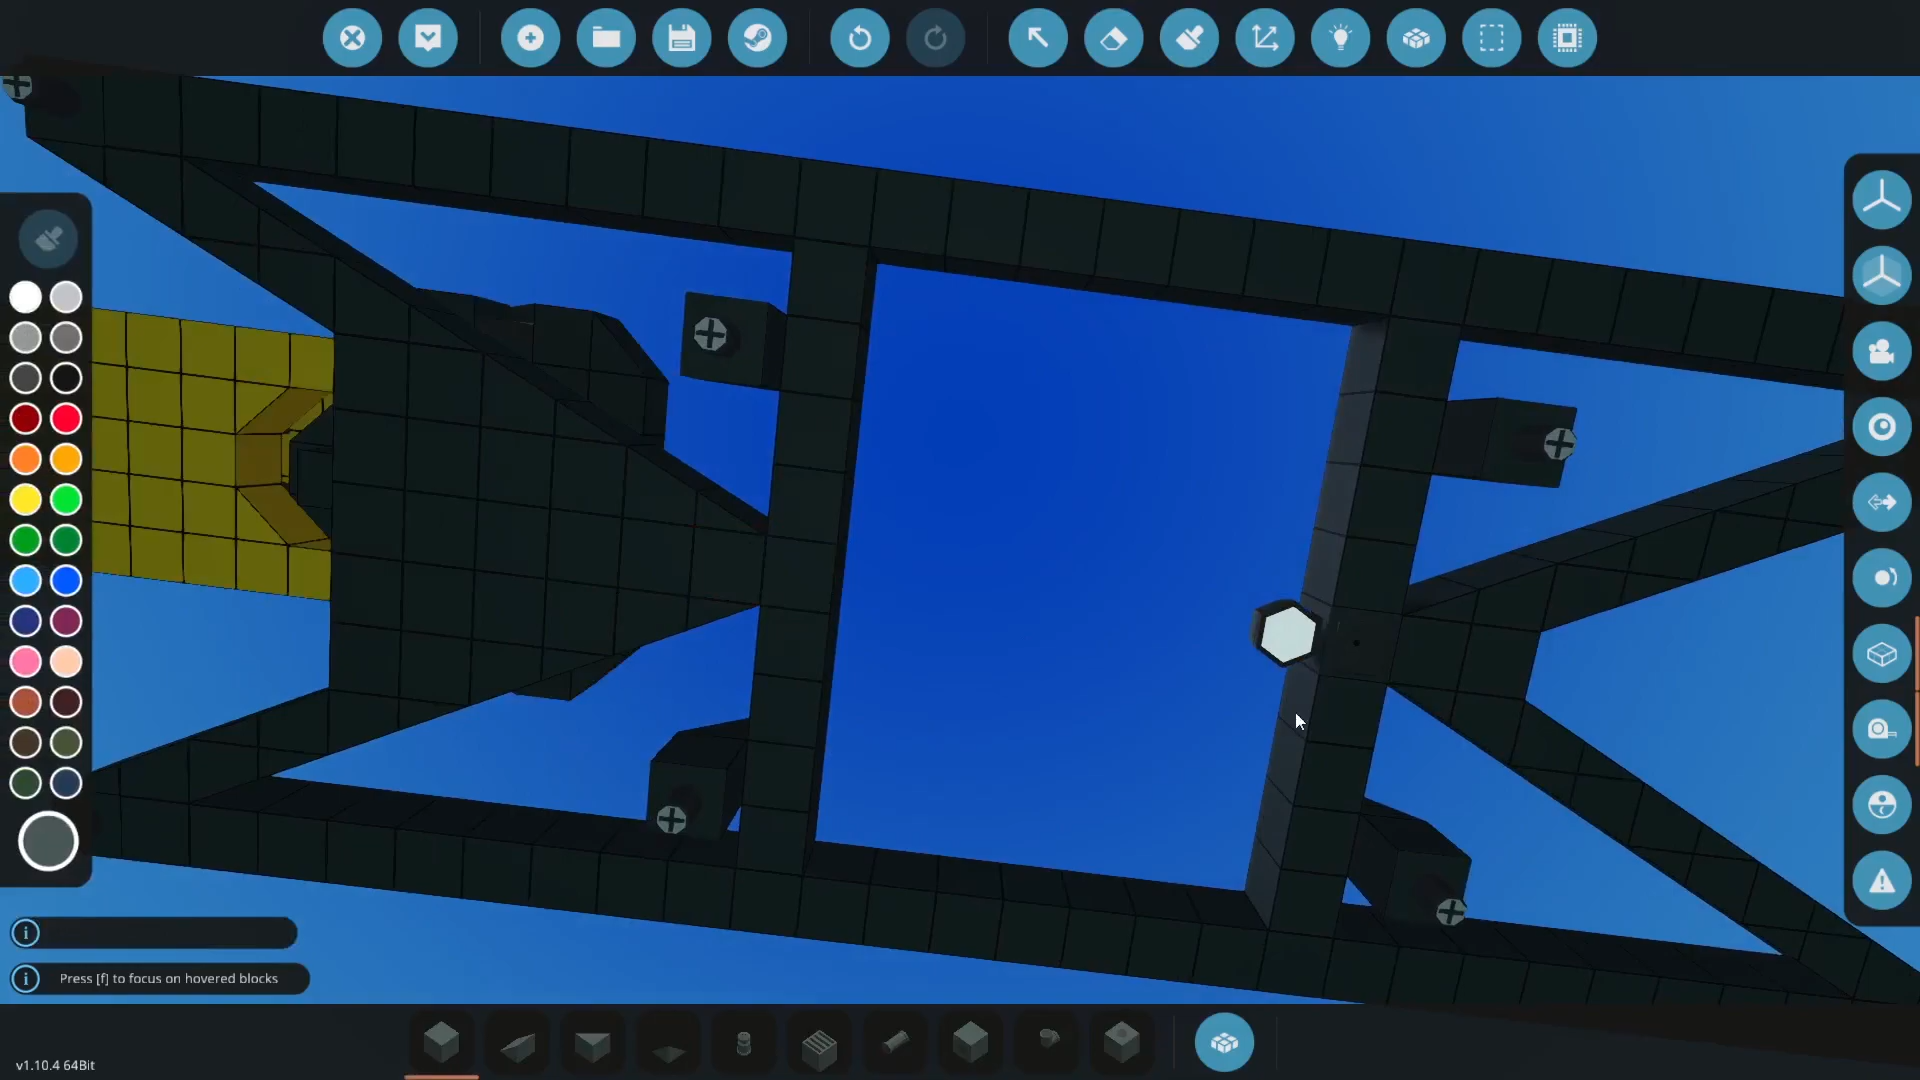 Press [f] to focus on hovered blocks
v1.10.4 64Bit